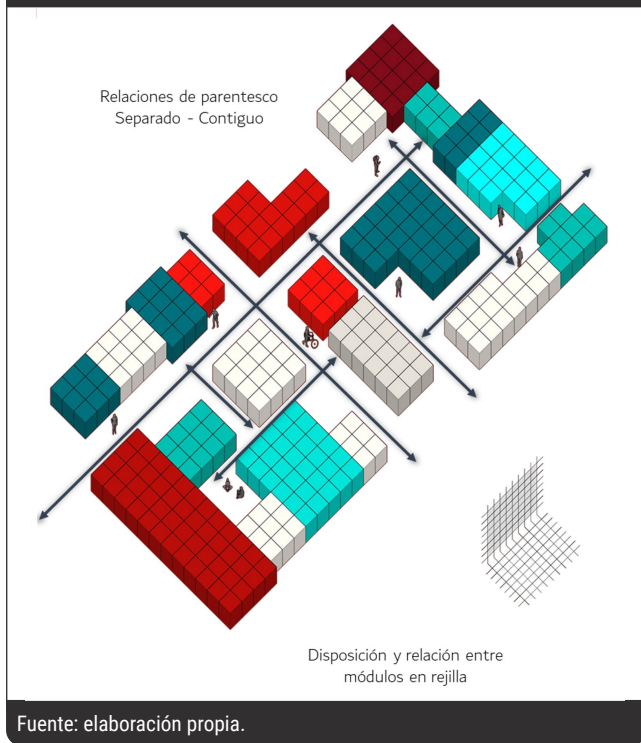 Relaciones de parentesco
Separado - Contiguo
Disposición y relación entre
módulos en rejilla
Fuente: elaboración propia.